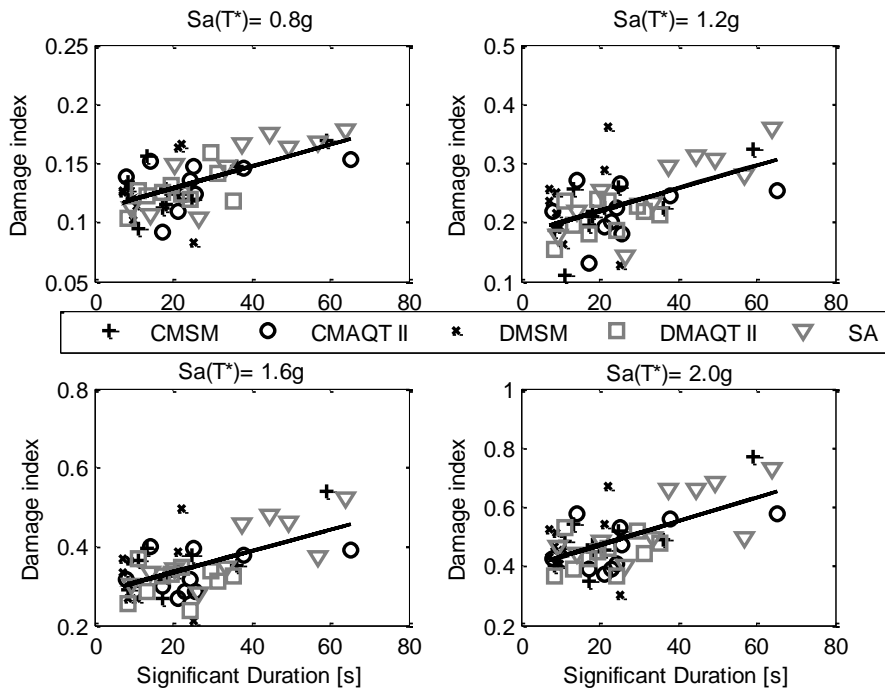 Sa(T*)= 0.8g
Sa(T*)= 1.2g
0.25
0.2
0.15
0.1
0.05
Damage index
0 20 40 60 80
0.5
0.4
0.3
0.2
0.1
Damage index
0 20 40 60 80
CMSM CMAQT II DMSM DMAQT II SA
Sa(T*)= 1.6g
Sa(T*)= 2.0g
0.8
0.6
0.4
0.2
Damage index
0 20 40 60 80
Significant Duration [s]
1
0.8
0.6
0.4
0.2
Damage index
0 20 40 60 80
Significant Duration [s]